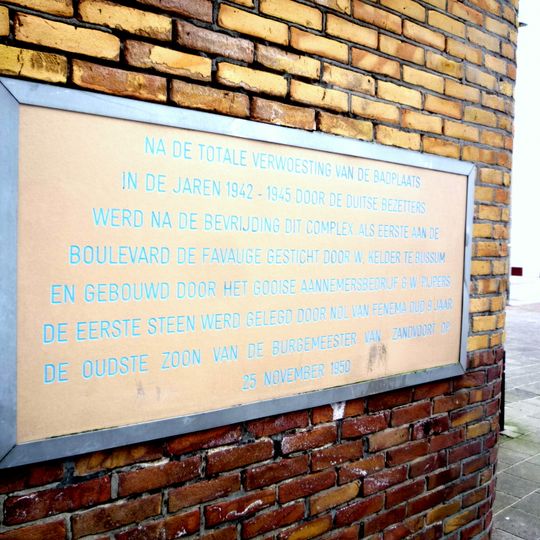 NA DE TOTALE VERWOESTING VAN DE BADPLAATS
IN DE JAREN 1942 - 1945 DOOR DE DUITSE BEZETTERS
WERD NA DE BEVRIJDING DIT COMPLEX ALS EERSTE AAN DE
BOULEVARD DE FAVAUGE GESTICHT DOOR W. KELDER TE BUSSUM
EN GEBOUWD DOOR HET GOOISE AANNEMERSBEDRIJF G.W. PIJPERS
DE EERSTE STEEN WERD GELEGD DOOR NOL VAN FENEMA OUD 9 JAAR
DE OUDSTE ZOON VAN DE BURGEMEESTER VAN ZANDVOORT OP
25 NOVEMBER 1950